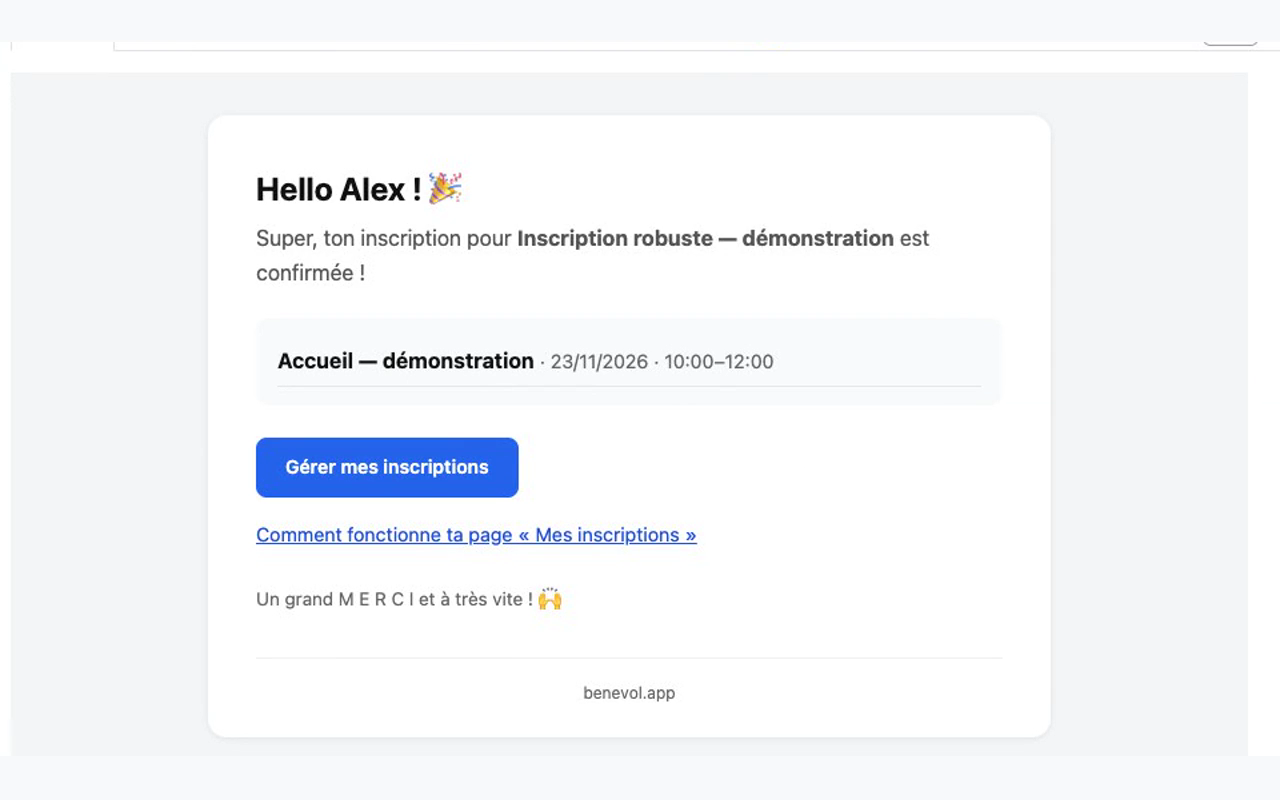 Hello Alex ! 🎉
Super, ton inscription pour Inscription robuste — démonstration est
confirmée !
Accueil — démonstration · 23/11/2026 · 10:00–12:00
Gérer mes inscriptions
Comment fonctionne ta page « Mes inscriptions »
Un grand M E R C I et à très vite ! 🙌
benevol.app